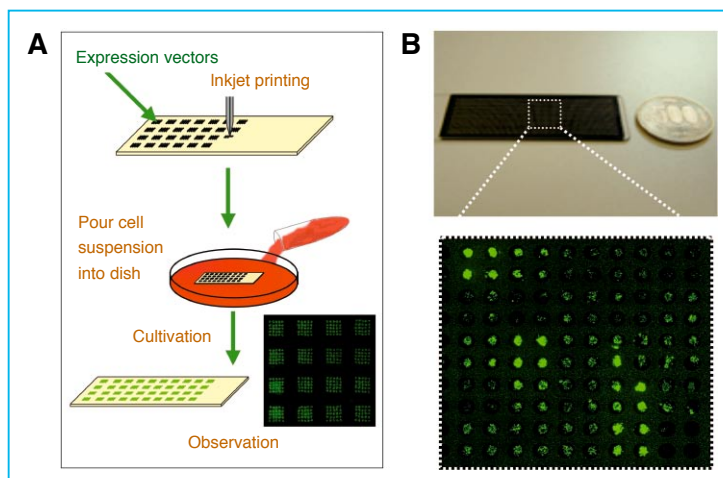 A
Expression vectors
Inkjet printing
Pour cell
suspension
into dish
Cultivation
Observation
B